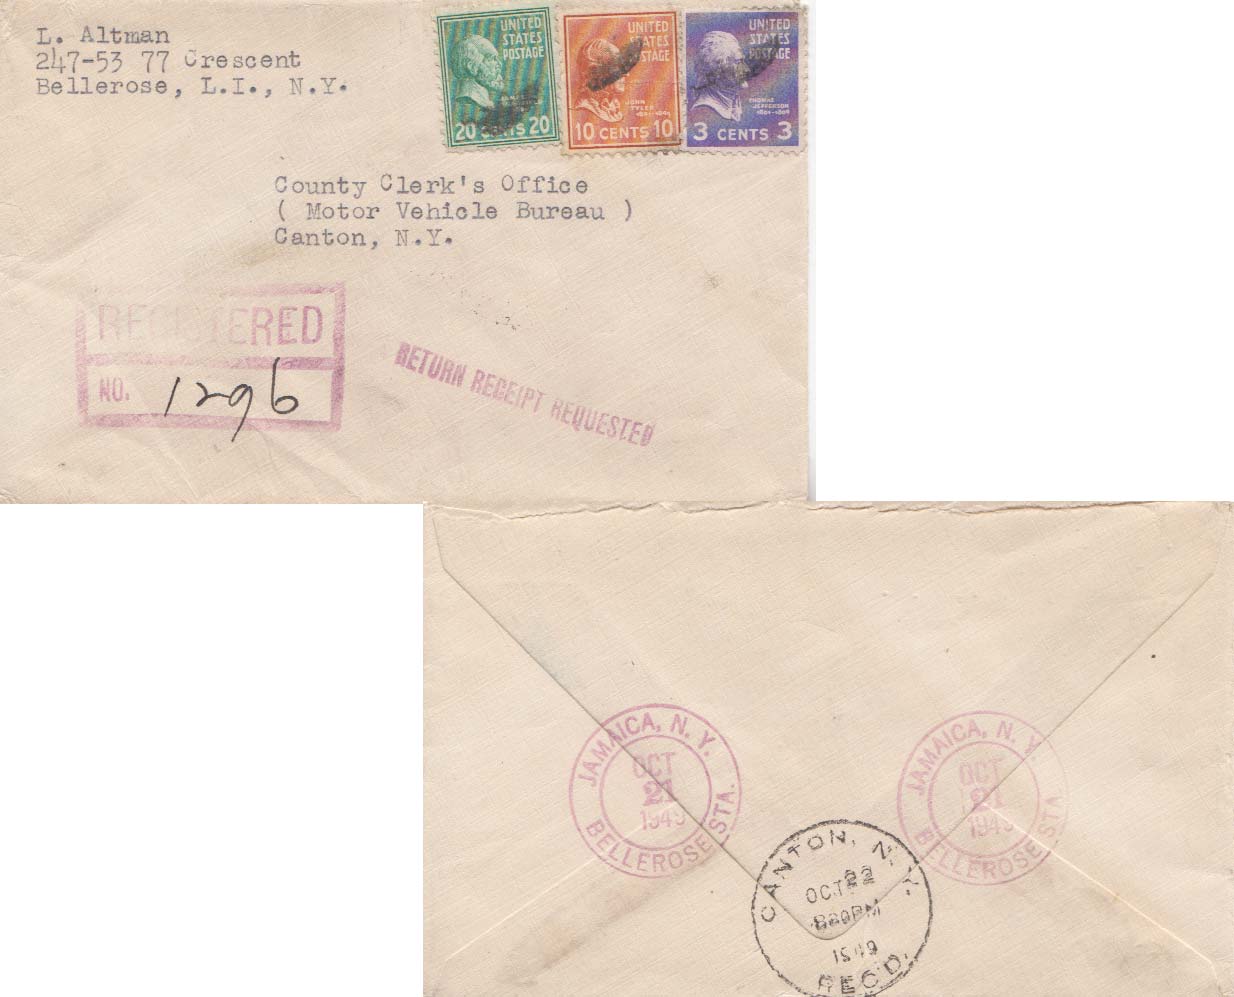 L. Altman
247-53 77 Crescent
Bellerose, L.I., N.Y.
UNITED
STATES
POSTAGE
20 CENTS 20
UNITED
STATES
POSTAGE
JOHN
TYLER
10 CENTS 10
UNITED
STATES
POSTAGE
THOMAS
JEFFERSON
1801-1809
3 CENTS 3
County Clerk's Office
( Motor Vehicle Bureau )
Canton, N.Y.
REGISTERED
NO. 1296
RETURN RECEIPT REQUESTED
JAMAICA, N. Y.
OCT
21
1949
BELLEROSE STA.
JAMAICA, N. Y.
OCT
21
1949
BELLEROSE STA.
CANTON, N. Y.
OCT 22
PM
REC'D.